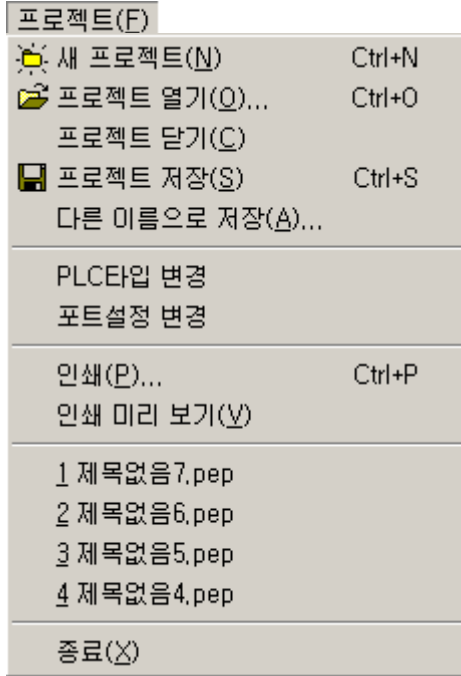 프로젝트(F)
새 프로젝트(N) Ctrl+N
프로젝트 열기(O)... Ctrl+O
프로젝트 닫기(C)
프로젝트 저장(S) Ctrl+S
다른 이름으로 저장(A)...
PLC타입 변경
포트설정 변경
인쇄(P)... Ctrl+P
인쇄 미리 보기(V)
1 제목없음7.pep
2 제목없음6.pep
3 제목없음5.pep
4 제목없음4.pep
종료(X)